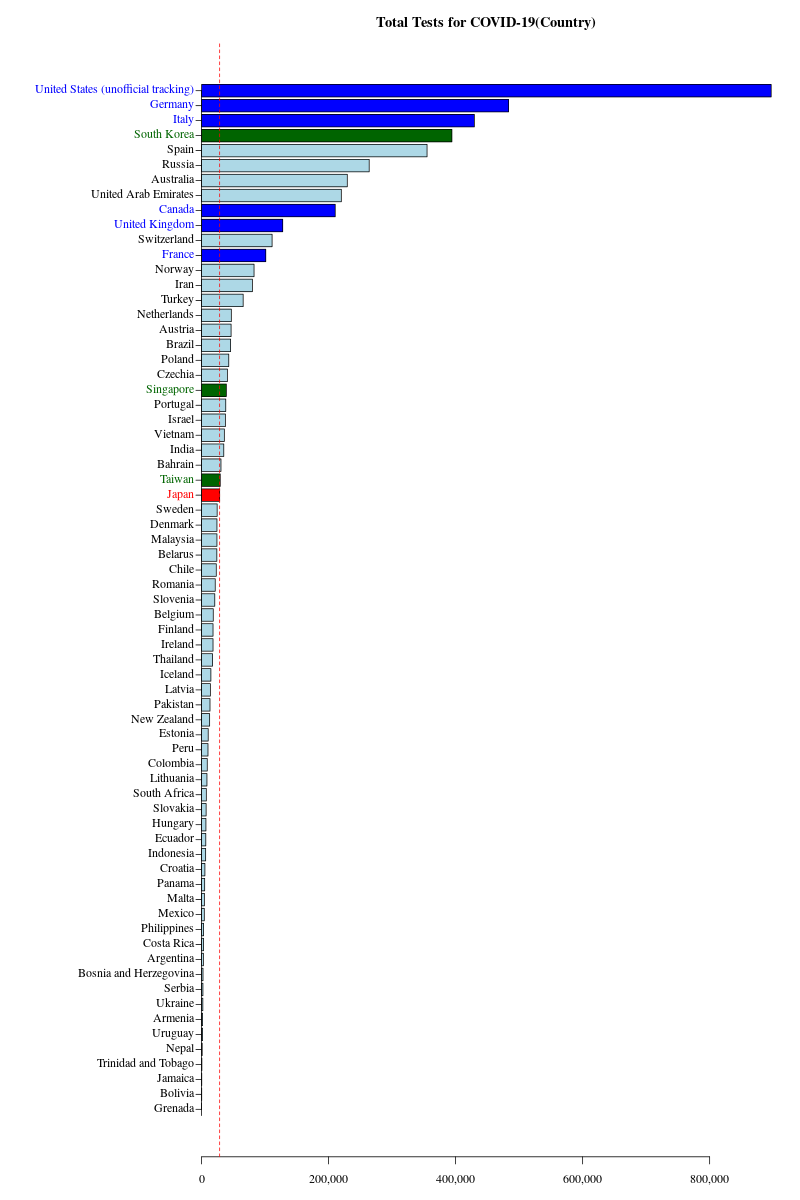 Total Tests for COVID-19(Country)
United States (unofficial tracking)
Germany
Italy
South Korea
Spain
Russia
Australia
United Arab Emirates
Canada
United Kingdom
Switzerland
France
Norway
Iran
Turkey
Netherlands
Austria
Brazil
Poland
Czechia
Singapore
Portugal
Israel
Vietnam
India
Bahrain
Taiwan
Japan
Sweden
Denmark
Malaysia
Belarus
Chile
Romania
Slovenia
Belgium
Finland
Ireland
Thailand
Iceland
Latvia
Pakistan
New Zealand
Estonia
Peru
Colombia
Lithuania
South Africa
Slovakia
Hungary
Ecuador
Indonesia
Croatia
Panama
Malta
Mexico
Philippines
Costa Rica
Argentina
Bosnia and Herzegovina
Serbia
Ukraine
Armenia
Uruguay
Nepal
Trinidad and Tobago
Jamaica
Bolivia
Grenada
0 200,000 400,000 600,000 800,000